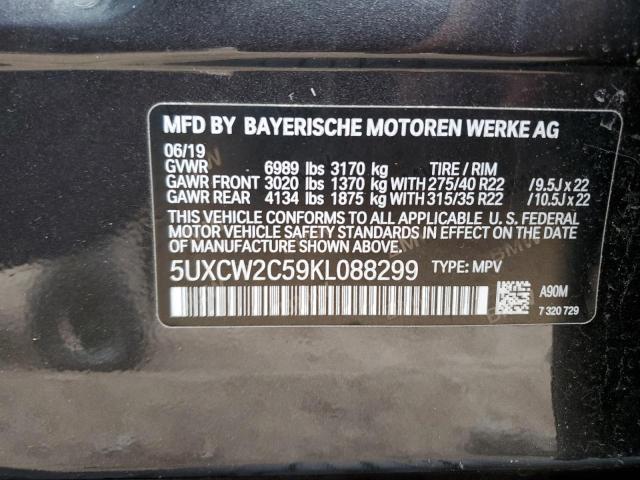 MFD BY BAYERISCHE MOTOREN WERKE AG
06/19
GVWR 6989 lbs 3170 kg TIRE / RIM
GAWR FRONT 3020 lbs 1370 kg WITH 275/40 R22 / 9.5J x 22
GAWR REAR 4134 lbs 1875 kg WITH 315/35 R22 / 10.5J x 22
THIS VEHICLE CONFORMS TO ALL APPLICABLE U. S. FEDERAL
MOTOR VEHICLE SAFETY STANDARDS IN EFFECT ON THE DATE
OF MANUFACTURE SHOWN ABOVE.
5UXCW2C59KL088299 TYPE: MPV
A90M
7 320 729